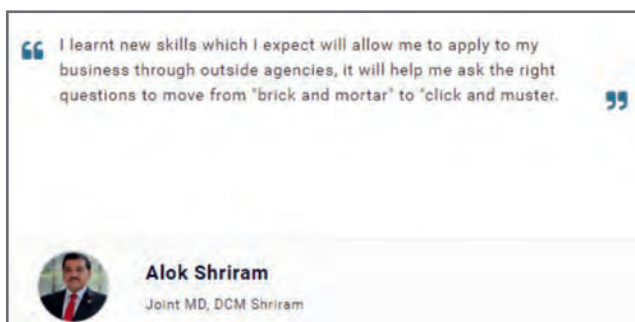 I learnt new skills which I expect will allow me to apply to my
business through outside agencies, it will help me ask the right
questions to move from "brick and mortar" to "click and muster.
Alok Shriram
Joint MD, DCM Shriram